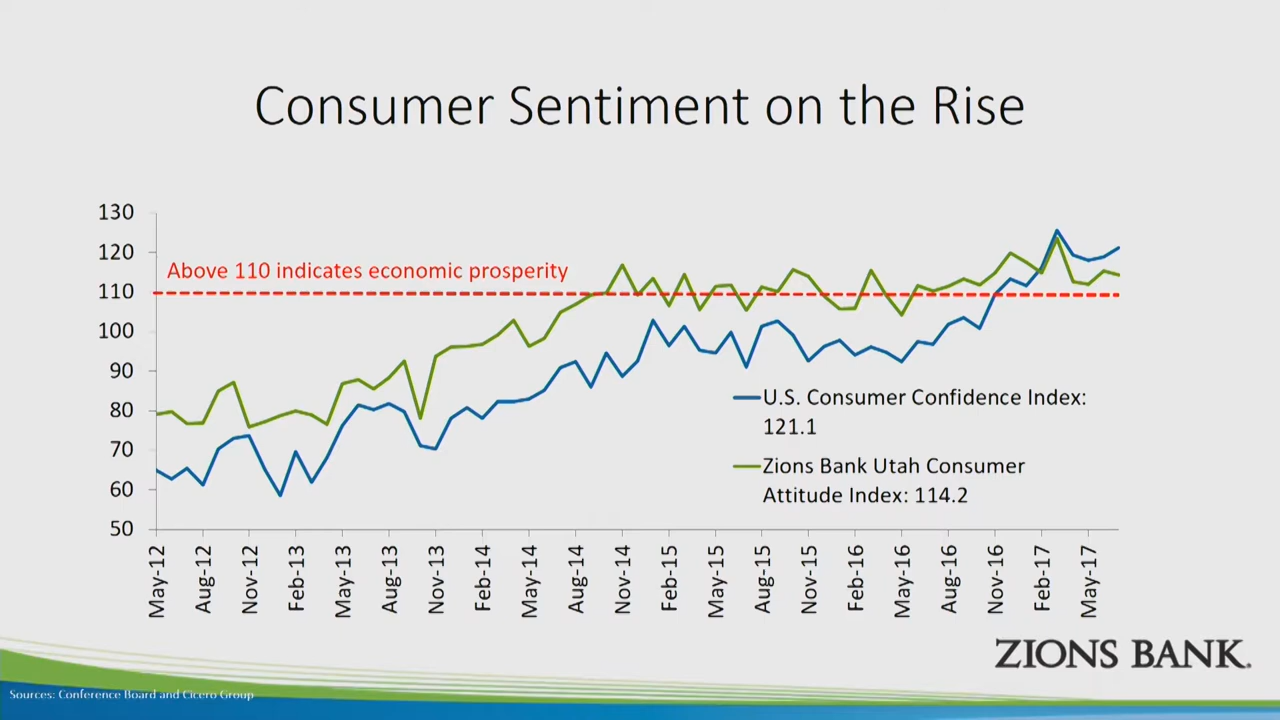 Consumer Sentiment on the Rise
130
120
110
100
90
80
70
60
50
Above 110 indicates economic prosperity
U.S. Consumer Confidence Index:
121.1
Zions Bank Utah Consumer
Attitude Index: 114.2
May-12
Aug-12
Nov-12
Feb-13
May-13
Aug-13
Nov-13
Feb-14
May-14
Aug-14
Nov-14
Feb-15
May-15
Aug-15
Nov-15
Feb-16
May-16
Aug-16
Nov-16
Feb-17
May-17
ZIONS BANK.
Sources: Conference Board and Cicero Group